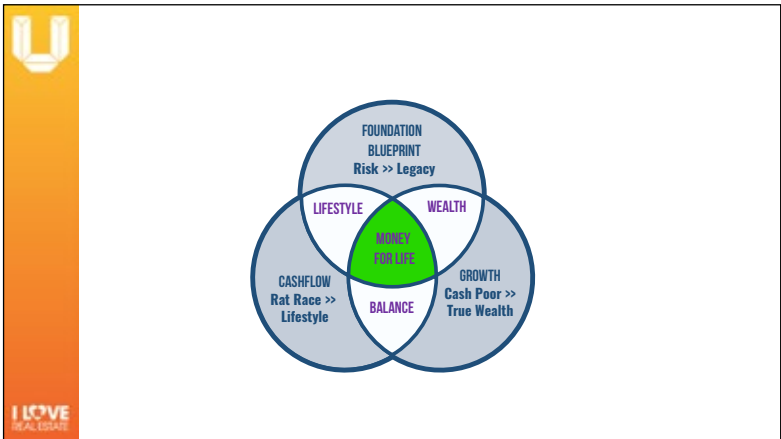 FOUNDATION
BLUEPRINT
Risk >> Legacy
LIFESTYLE
WEALTH
MONEY
FOR LIFE
CASHFLOW
Rat Race >>
Lifestyle
GROWTH
Cash Poor >>
True Wealth
BALANCE
I LOVE
REAL ESTATE